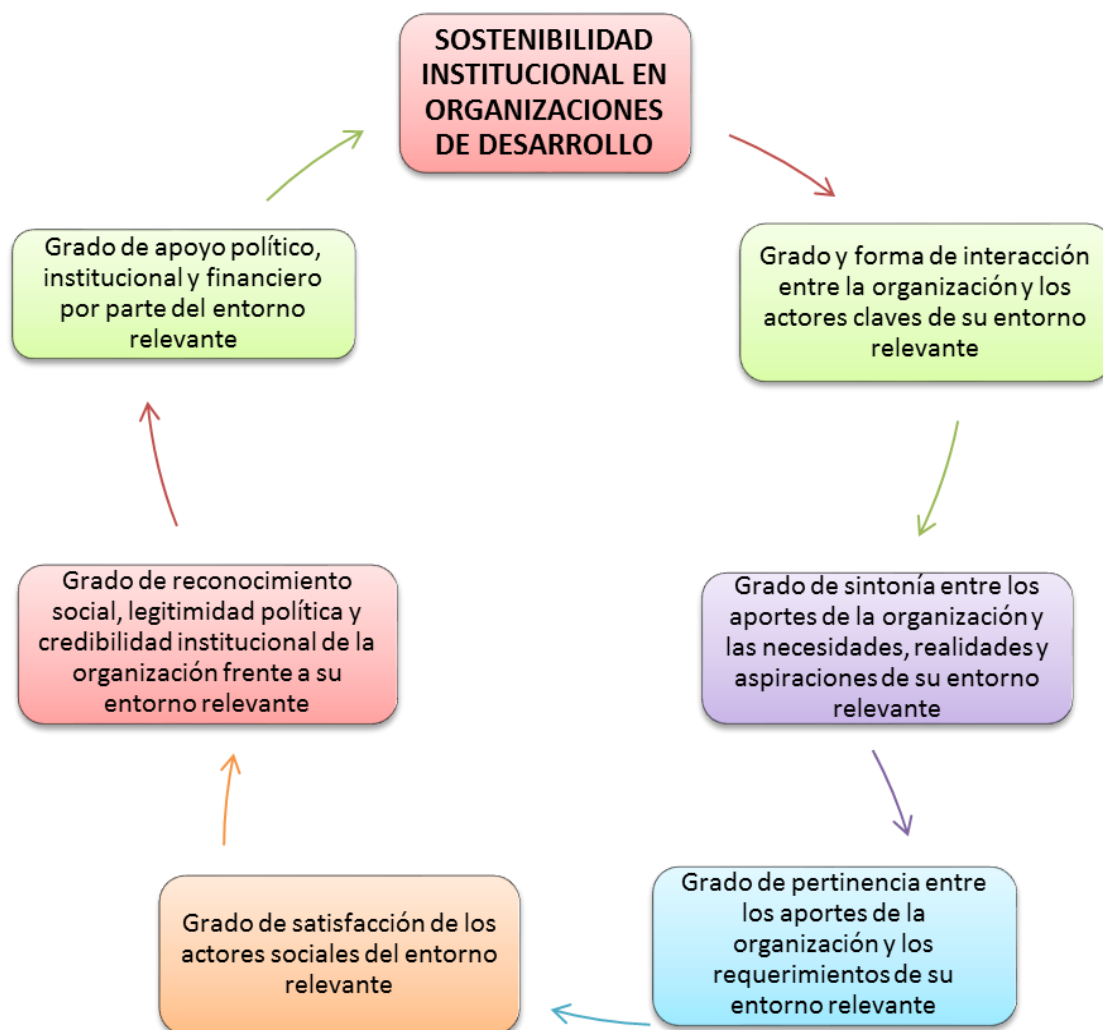 SOSTENIBILIDAD
INSTITUCIONAL EN
ORGANIZACIONES
DE DESARROLLO
Grado y forma de interacción
entre la organización y los
actores claves de su entorno
relevante
Grado de sintonía entre los
aportes de la organización y
las necesidades, realidades y
aspiraciones de su entorno
relevante
Grado de pertinencia entre
los aportes de la
organización y los
requerimientos de su
entorno relevante
Grado de satisfacción de los
actores sociales del entorno
relevante
Grado de reconocimiento
social, legitimidad política y
credibilidad institucional de la
organización frente a su
entorno relevante
Grado de apoyo político,
institucional y financiero
por parte del entorno
relevante